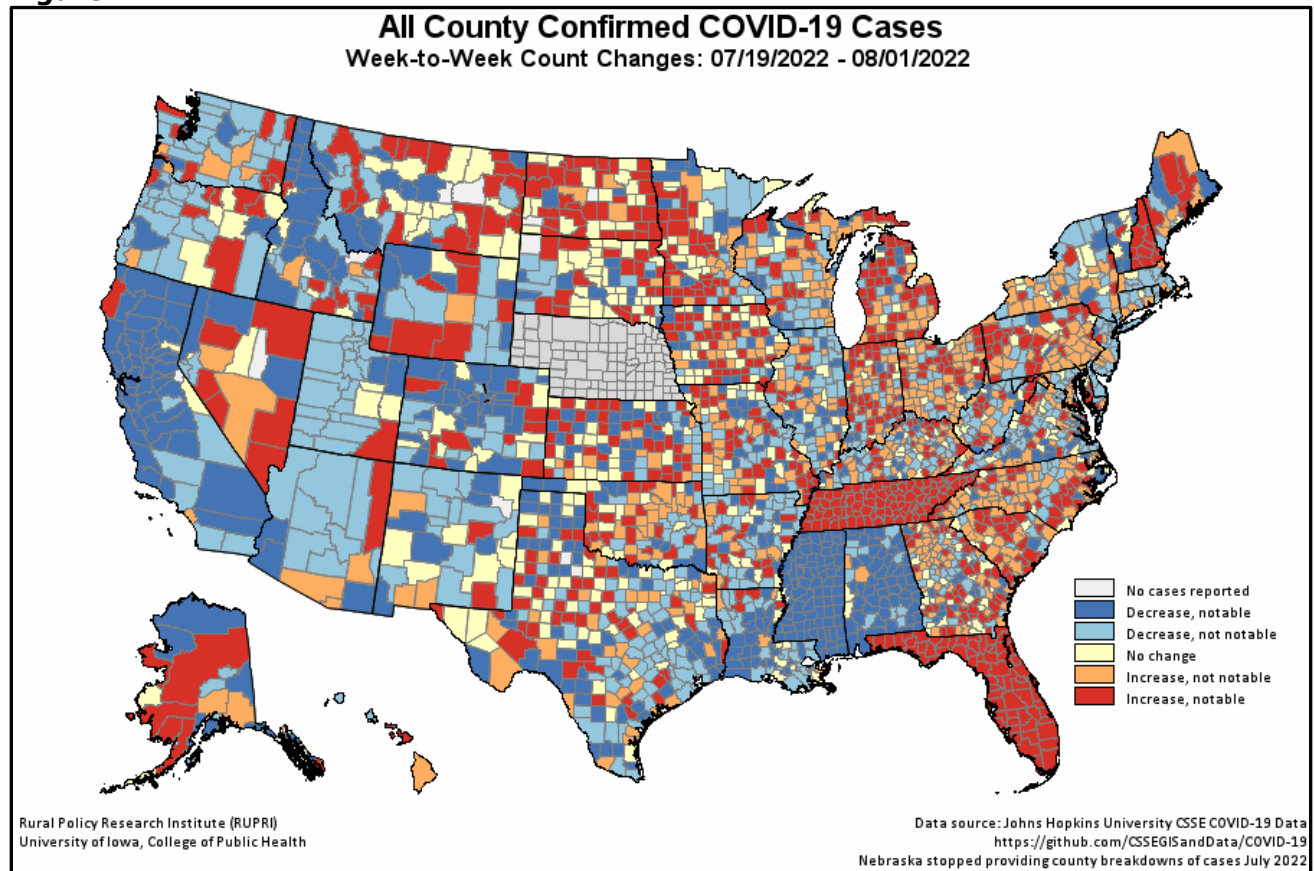 All County Confirmed COVID-19 Cases
Week-to-Week Count Changes: 07/19/2022 - 08/01/2022
No cases reported
Decrease, notable
Decrease, not notable
No change
Increase, not notable
Increase, notable
Rural Policy Research Institute (RUPRI)
University of Iowa, College of Public Health
Data source: Johns Hopkins University CSSE COVID-19 Data
https://github.com/CSSEGISandData/COVID-19
Nebraska stopped providing county breakdowns of cases July 2022